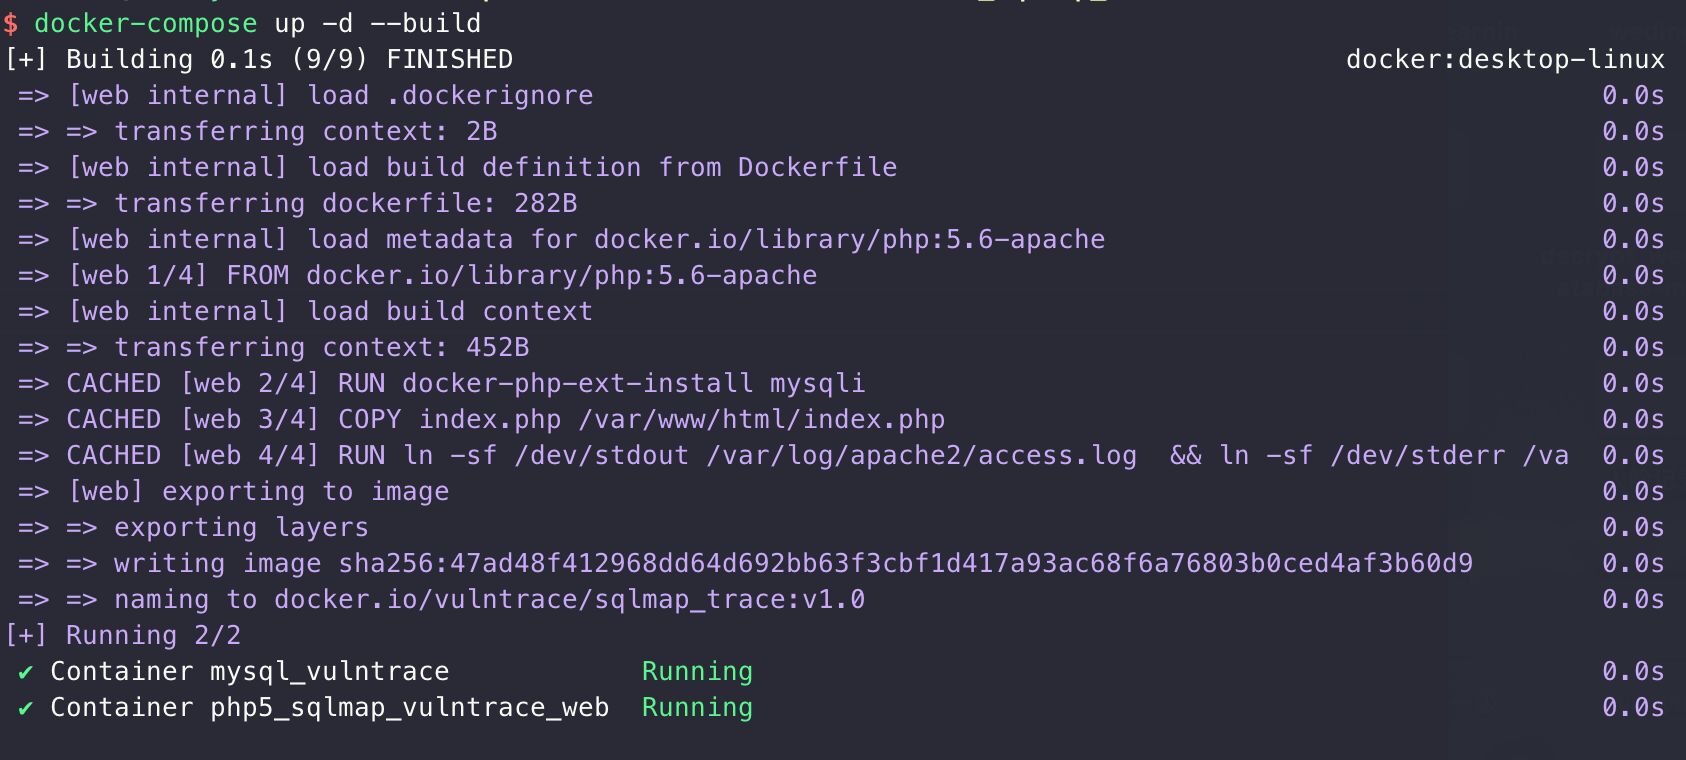 $ docker-compose up -d --build
[+] Building 0.1s (9/9) FINISHED docker:desktop-linux
=> [web internal] load .dockerignore 0.0s
=> => transferring context: 2B 0.0s
=> [web internal] load build definition from Dockerfile 0.0s
=> => transferring dockerfile: 282B 0.0s
=> [web internal] load metadata for docker.io/library/php:5.6-apache 0.0s
=> [web 1/4] FROM docker.io/library/php:5.6-apache 0.0s
=> [web internal] load build context 0.0s
=> => transferring context: 452B 0.0s
=> CACHED [web 2/4] RUN docker-php-ext-install mysqli 0.0s
=> CACHED [web 3/4] COPY index.php /var/www/html/index.php 0.0s
=> CACHED [web 4/4] RUN ln -sf /dev/stdout /var/log/apache2/access.log  && ln -sf /dev/stderr /va 0.0s
=> [web] exporting to image 0.0s
=> => exporting layers 0.0s
=> => writing image sha256:47ad48f412968dd64d692bb63f3cbf1d417a93ac68f6a76803b0ced4af3b60d9 0.0s
=> => naming to docker.io/vulntrace/sqlmap_trace:v1.0 0.0s
[+] Running 2/2
✔ Container mysql_vulntrace Running 0.0s
✔ Container php5_sqlmap_vulntrace_web Running 0.0s